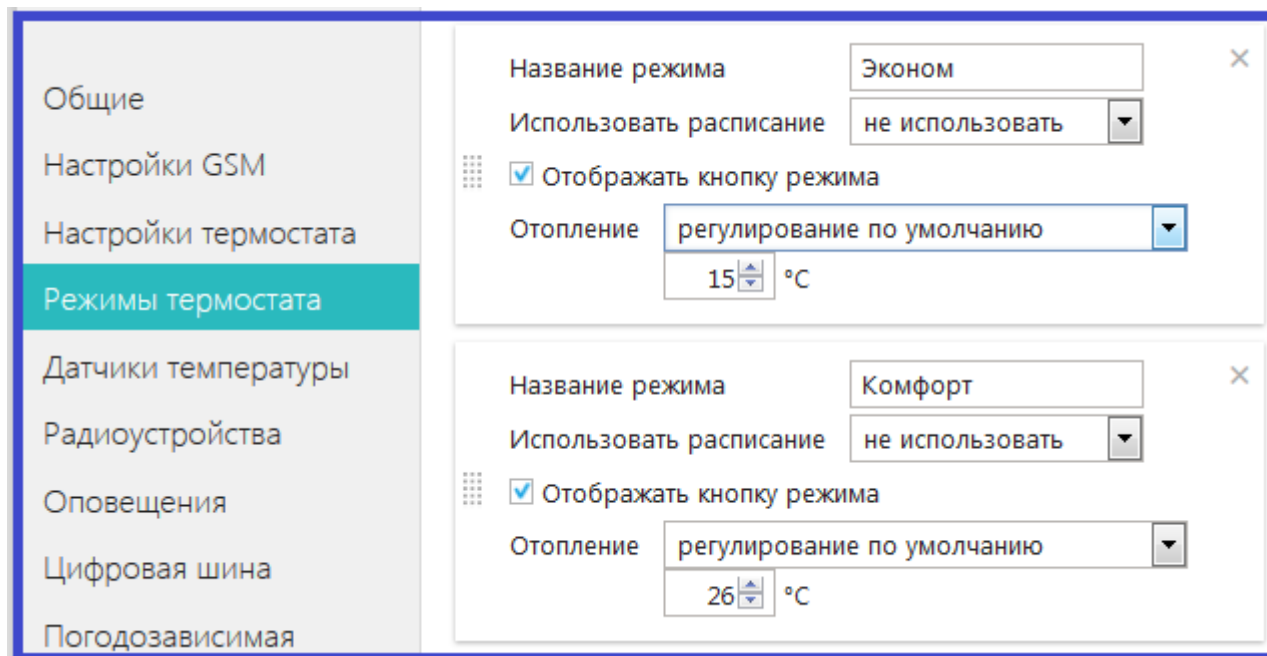 Общие
Настройки GSM
Настройки термостата
Режимы термостата
Датчики температуры
Радиоустройства
Оповещения
Цифровая шина
Погодозависимая
Название режима Эконом
Использовать расписание не использовать
Отображать кнопку режима
Отопление регулирование по умолчанию
15 °C
Название режима Комфорт
Использовать расписание не использовать
Отображать кнопку режима
Отопление регулирование по умолчанию
26 °C